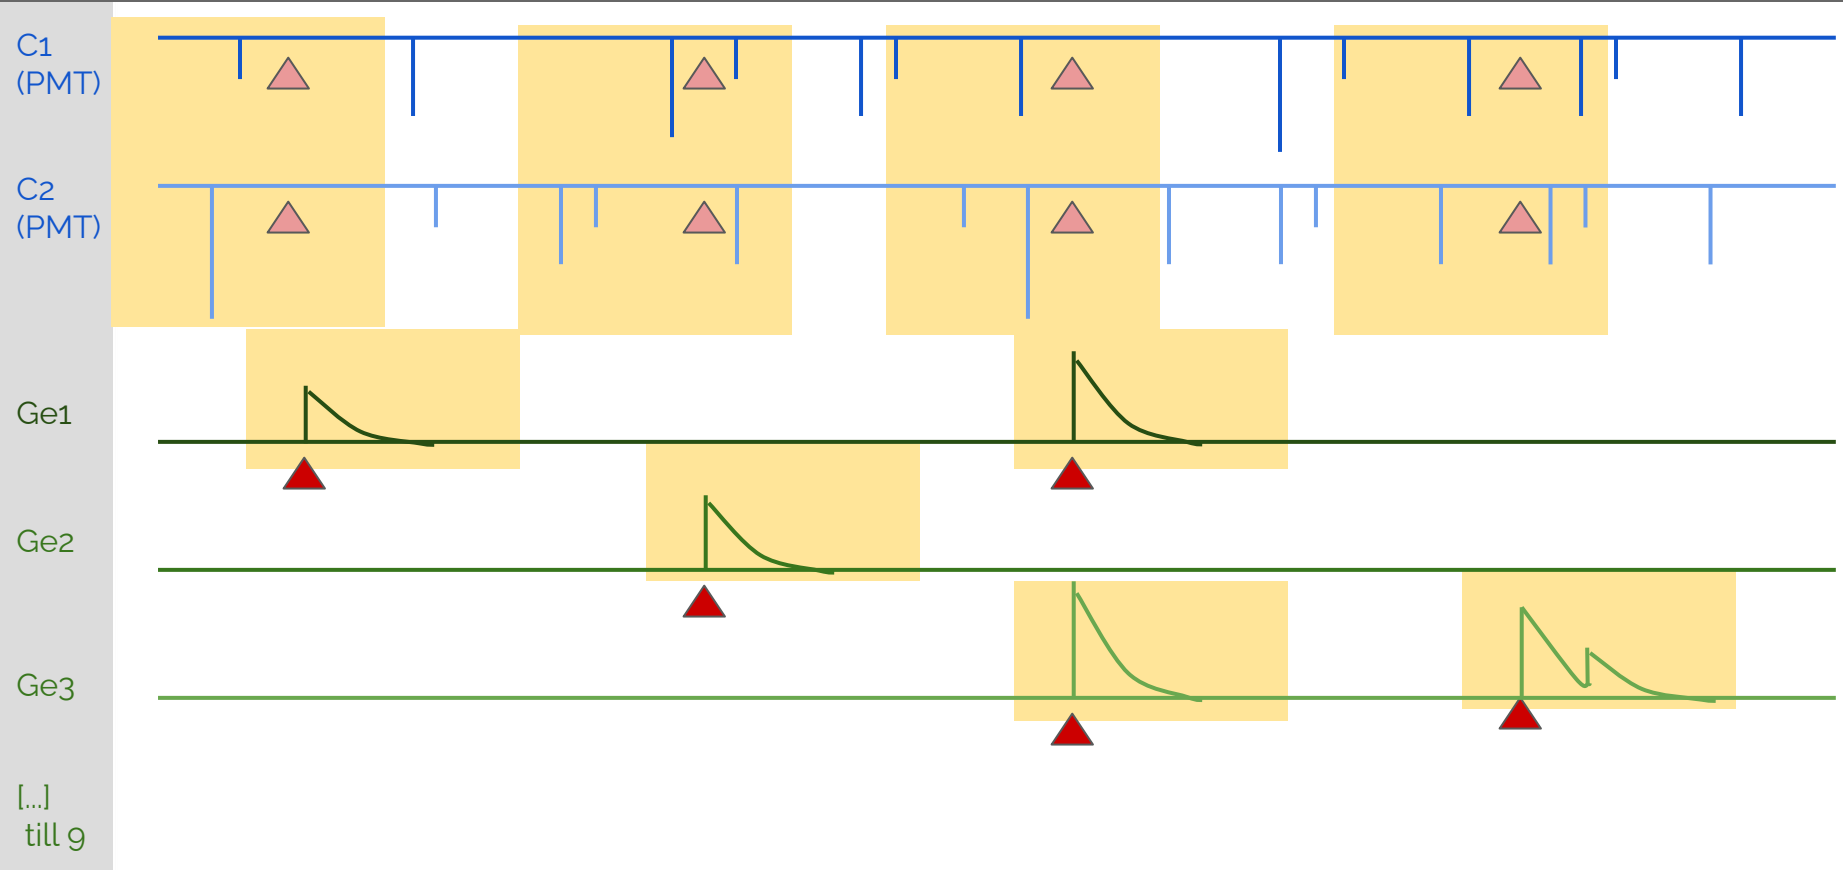 C1
(PMT)
C2
(PMT)
Ge1
Ge2
Ge3
[...]
till 9